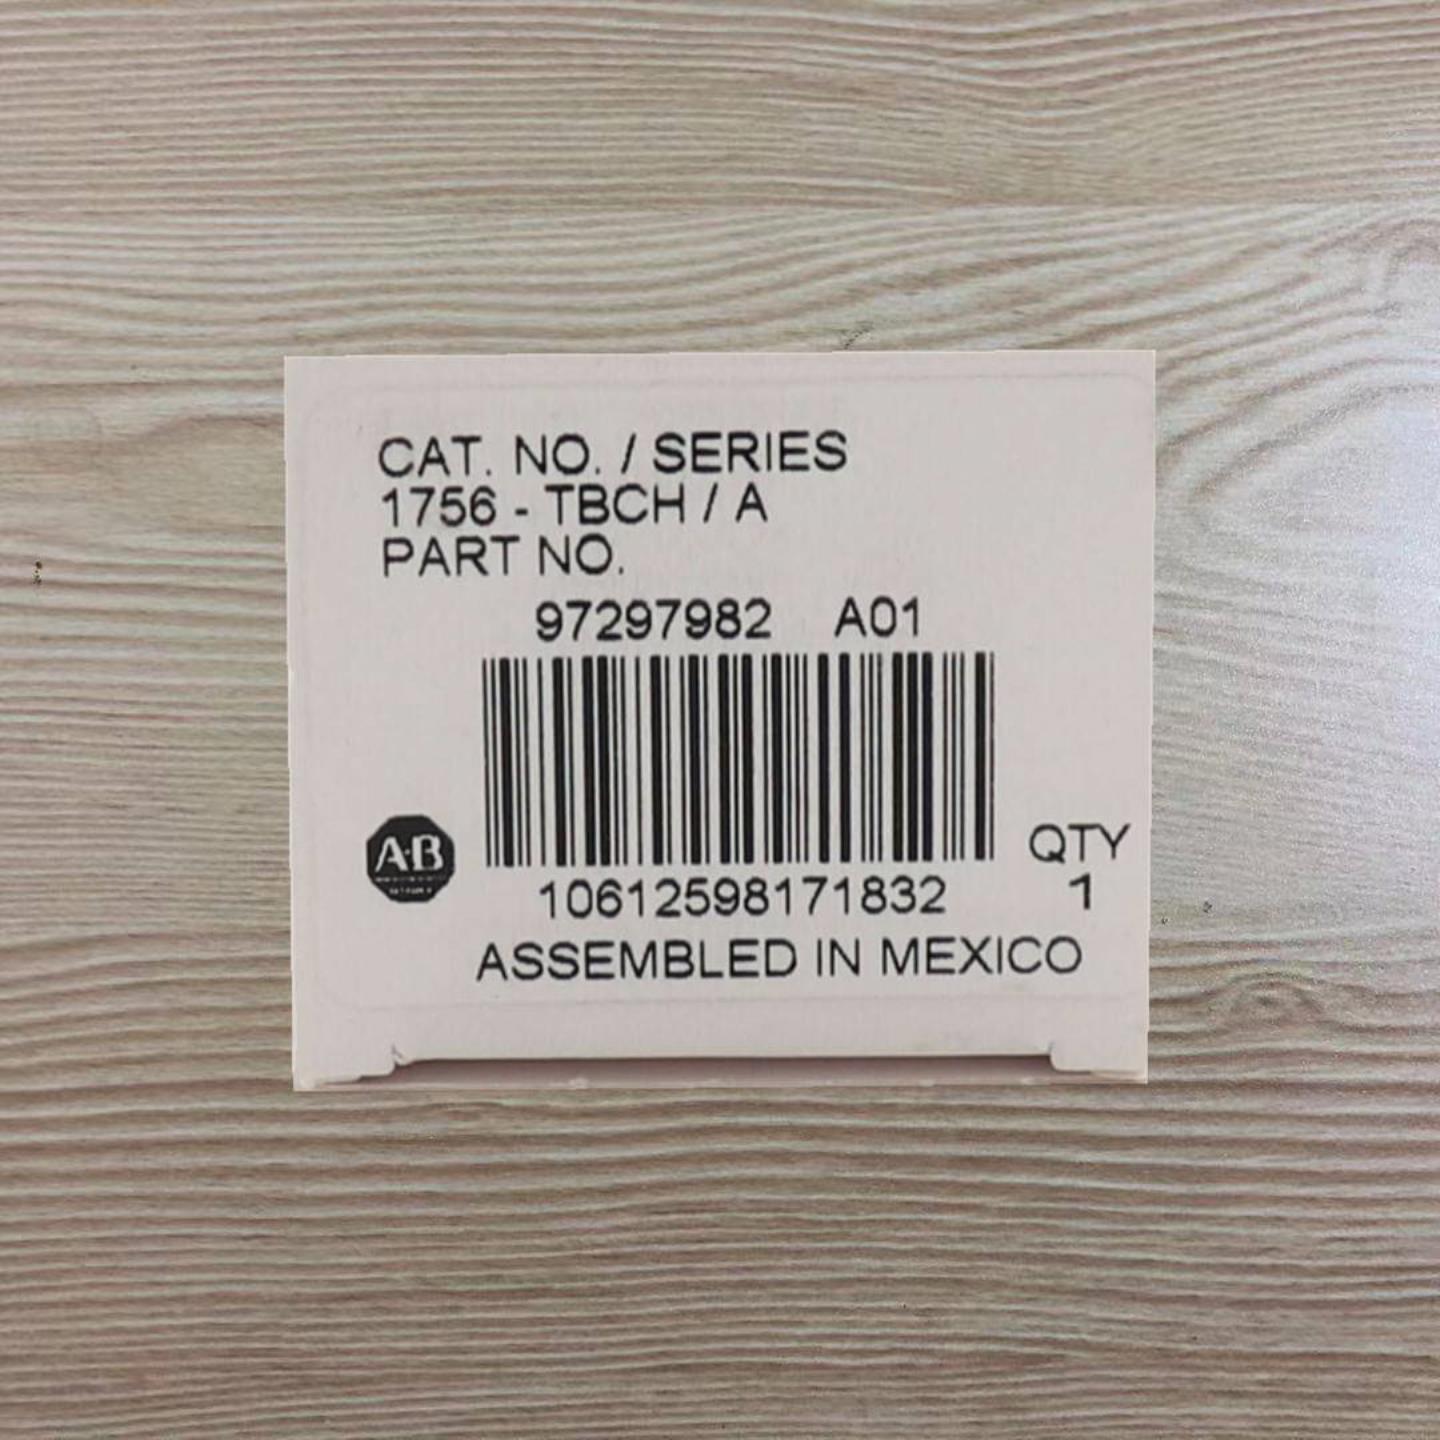 CAT. NO. / SERIES
1756 - TBCH / A
PART NO.
97297982 A01
A·B
10612598171832
QTY
1
ASSEMBLED IN MEXICO